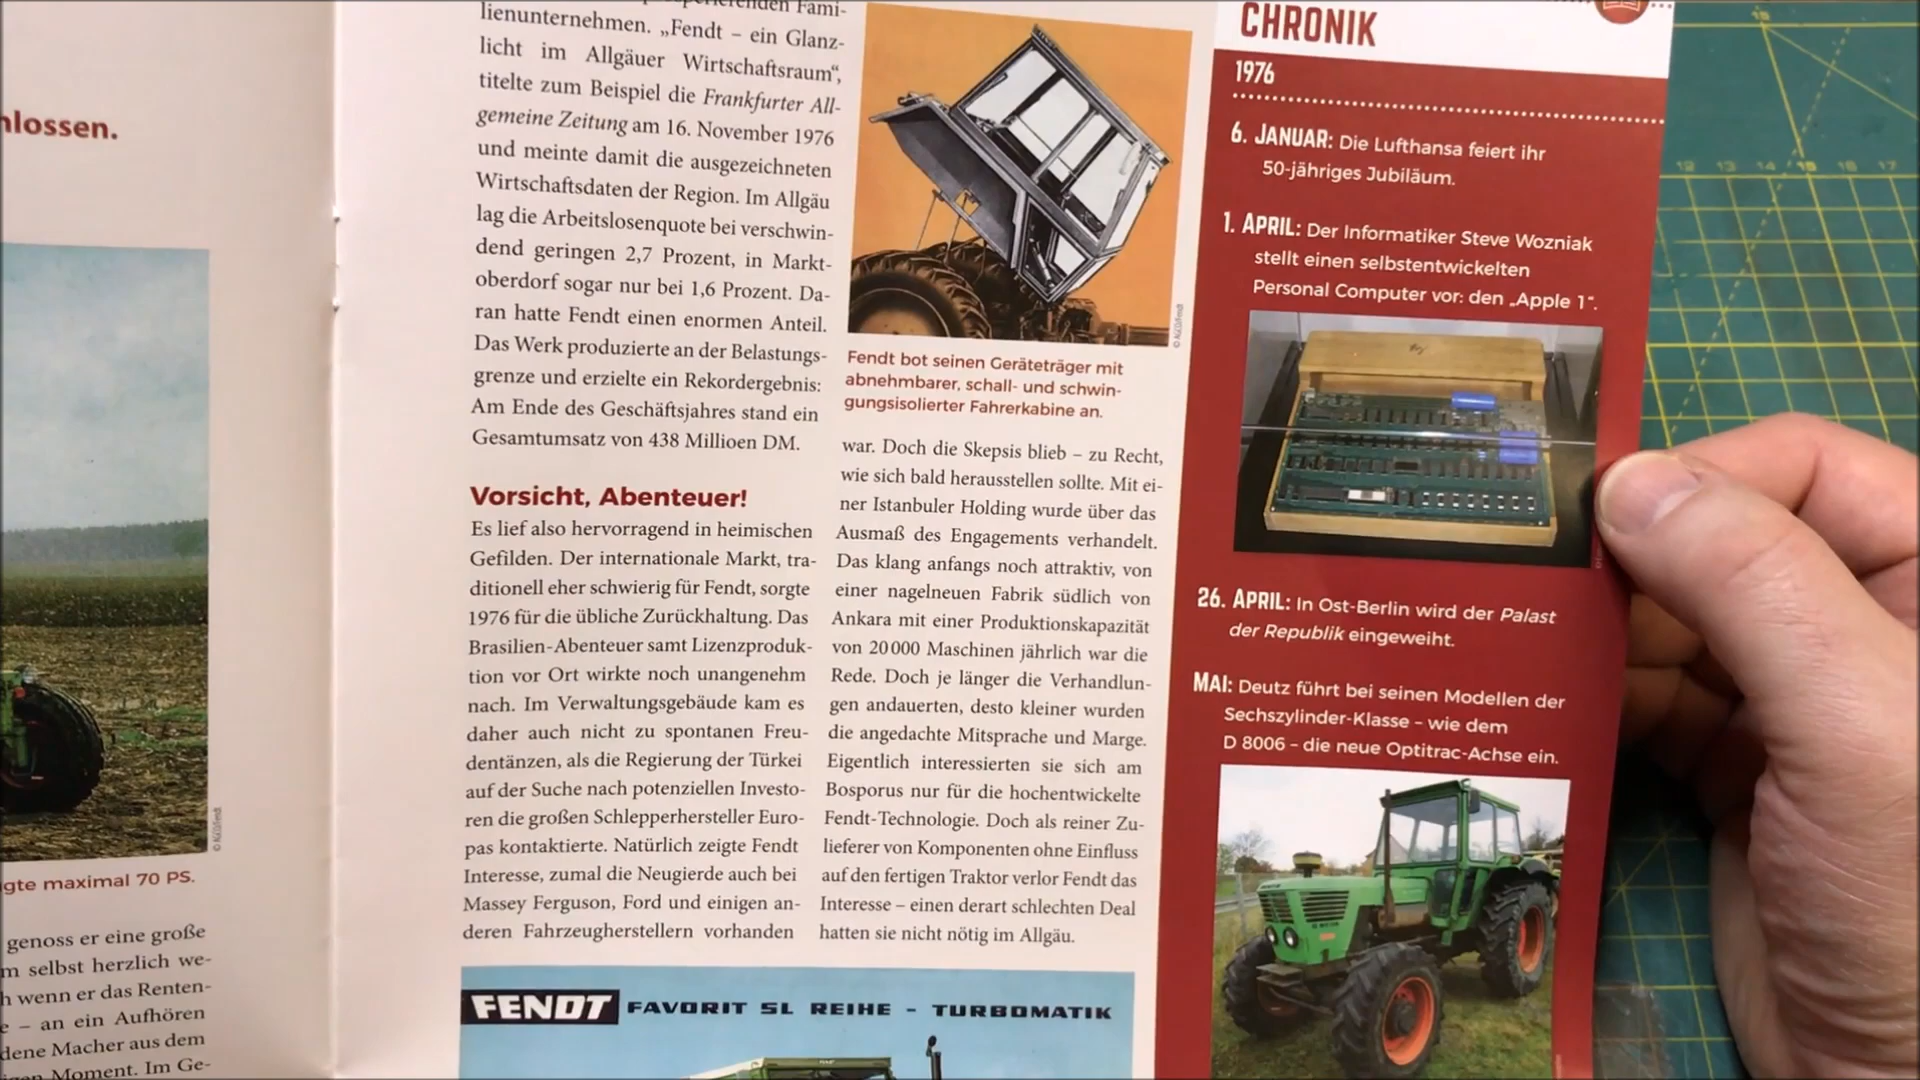 hlossen.
gte maximal 70 PS.
genoss er eine große
m selbst herzlich we-
h wenn er das Renten-
e – an ein Aufhören
dene Macher aus dem
igen Moment. Im Ge-
© AGCO/Fendt
Fami-
lienunternehmen. „Fendt – ein Glanz-
licht im Allgäuer Wirtschaftsraum“,
titelte zum Beispiel die Frankfurter All-
gemeine Zeitung am 16. November 1976
und meinte damit die ausgezeichneten
Wirtschaftsdaten der Region. Im Allgäu
lag die Arbeitslosenquote bei verschwin-
dend geringen 2,7 Prozent, in Markt-
oberdorf sogar nur bei 1,6 Prozent. Da-
ran hatte Fendt einen enormen Anteil.
Das Werk produzierte an der Belastungs-
grenze und erzielte ein Rekordergebnis:
Am Ende des Geschäftsjahres stand ein
Gesamtumsatz von 438 Millioen DM.
Vorsicht, Abenteuer!
Es lief also hervorragend in heimischen
Gefilden. Der internationale Markt, tra-
ditionell eher schwierig für Fendt, sorgte
1976 für die übliche Zurückhaltung. Das
Brasilien-Abenteuer samt Lizenzproduk-
tion vor Ort wirkte noch unangenehm
nach. Im Verwaltungsgebäude kam es
daher auch nicht zu spontanen Freu-
dentänzen, als die Regierung der Türkei
auf der Suche nach potenziellen Investo-
ren die großen Schlepperhersteller Euro-
pas kontaktierte. Natürlich zeigte Fendt
Interesse, zumal die Neugierde auch bei
Massey Ferguson, Ford und einigen an-
deren Fahrzeugherstellern vorhanden
© AGCO/Fendt
Fendt bot seinen Geräteträger mit
abnehmbarer, schall- und schwin-
gungsisolierter Fahrerkabine an.
war. Doch die Skepsis blieb – zu Recht,
wie sich bald herausstellen sollte. Mit ei-
ner Istanbuler Holding wurde über das
Ausmaß des Engagements verhandelt.
Das klang anfangs noch attraktiv, von
einer nagelneuen Fabrik südlich von
Ankara mit einer Produktionskapazität
von 20 000 Maschinen jährlich war die
Rede. Doch je länger die Verhandlun-
gen andauerten, desto kleiner wurden
die angedachte Mitsprache und Marge.
Eigentlich interessierten sie sich am
Bosporus nur für die hochentwickelte
Fendt-Technologie. Doch als reiner Zu-
lieferer von Komponenten ohne Einfluss
auf den fertigen Traktor verlor Fendt das
Interesse – einen derart schlechten Deal
hatten sie nicht nötig im Allgäu.
FENDT FAVORIT SL REIHE - TURBOMATIK
CHRONIK
1976
6. JANUAR: Die Lufthansa feiert ihr
50-jähriges Jubiläum.
1. APRIL: Der Informatiker Steve Wozniak
stellt einen selbstentwickelten
Personal Computer vor: den „Apple 1“.
26. APRIL: In Ost-Berlin wird der Palast
der Republik eingeweiht.
MAI: Deutz führt bei seinen Modellen der
Sechszylinder-Klasse – wie dem
D 8006 – die neue Optitrac-Achse ein.
12 13 14 15 16 17